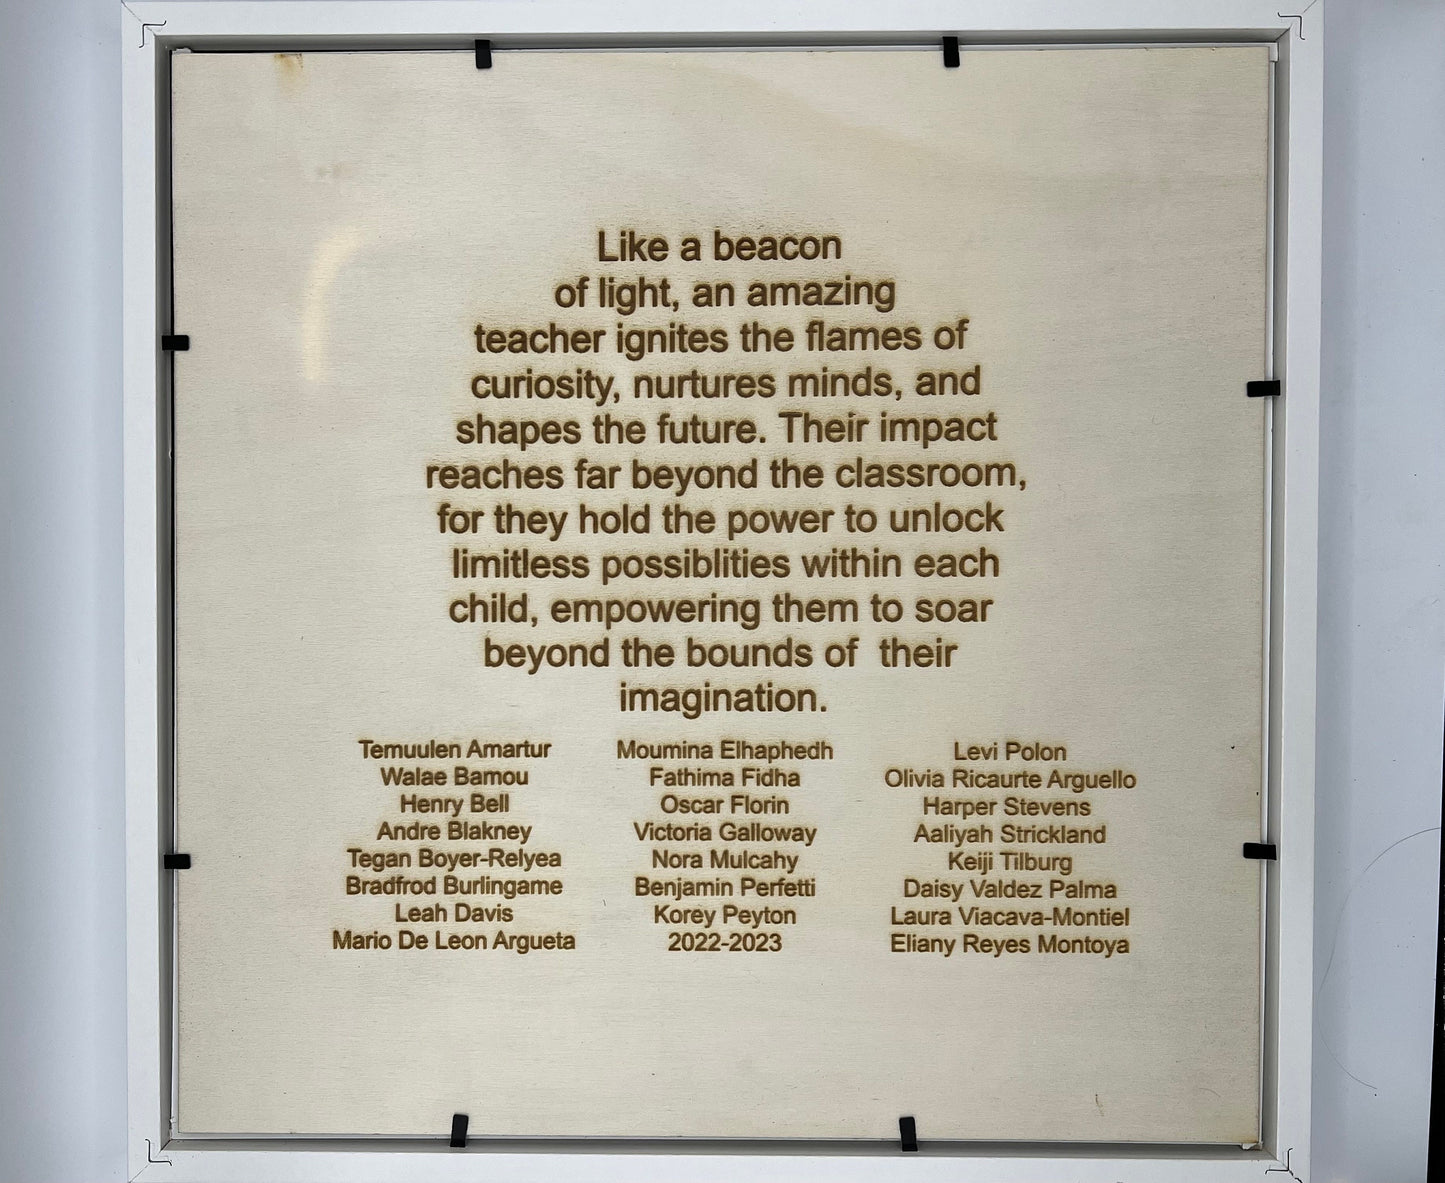 Like a beacon
of light, an amazing
teacher ignites the flames of
curiosity, nurtures minds, and
shapes the future. Their impact
reaches far beyond the classroom,
for they hold the power to unlock
limitless possiblities within each
child, empowering them to soar
beyond the bounds of  their
imagination.
Temuulen Amartur
Walae Bamou
Henry Bell
Andre Blakney
Tegan Boyer-Relyea
Bradfrod Burlingame
Leah Davis
Mario De Leon Argueta
Moumina Elhaphedh
Fathima Fidha
Oscar Florin
Victoria Galloway
Nora Mulcahy
Benjamin Perfetti
Korey Peyton
2022-2023
Levi Polon
Olivia Ricaurte Arguello
Harper Stevens
Aaliyah Strickland
Keiji Tilburg
Daisy Valdez Palma
Laura Viacava-Montiel
Eliany Reyes Montoya